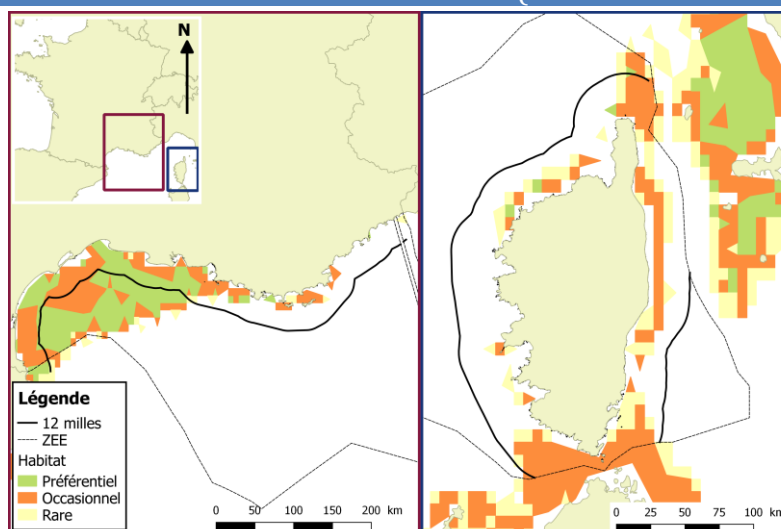 N
Légende
12 milles
ZEE
Habitat
Préférentiel
Occasionnel
Rare
0 50 100 150 200 km
0 25 50 75 100 km